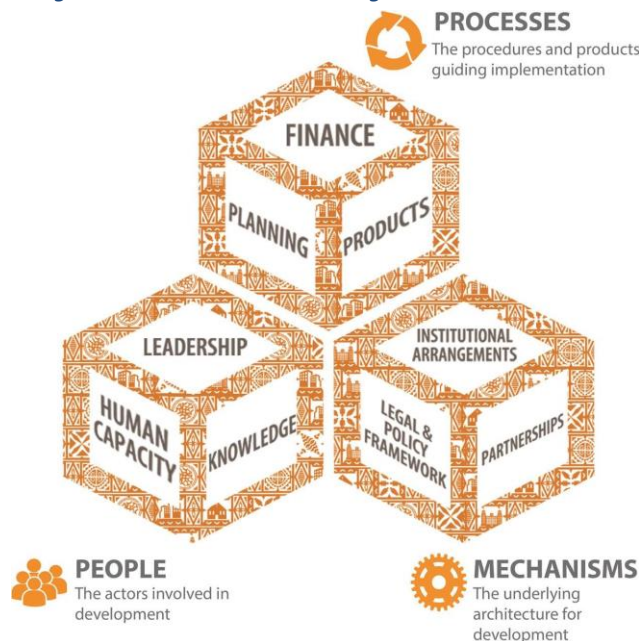 PROCESSES
The procedures and products
guiding implementation
FINANCE
PLANNING
PRODUCTS
LEADERSHIP
HUMAN
CAPACITY
KNOWLEDGE
INSTITUTIONAL
ARRANGEMENTS
LEGAL &
POLICY
FRAMEWORK
PARTNERSHIPS
PEOPLE
The actors involved in
development
MECHANISMS
The underlying
architecture for
development